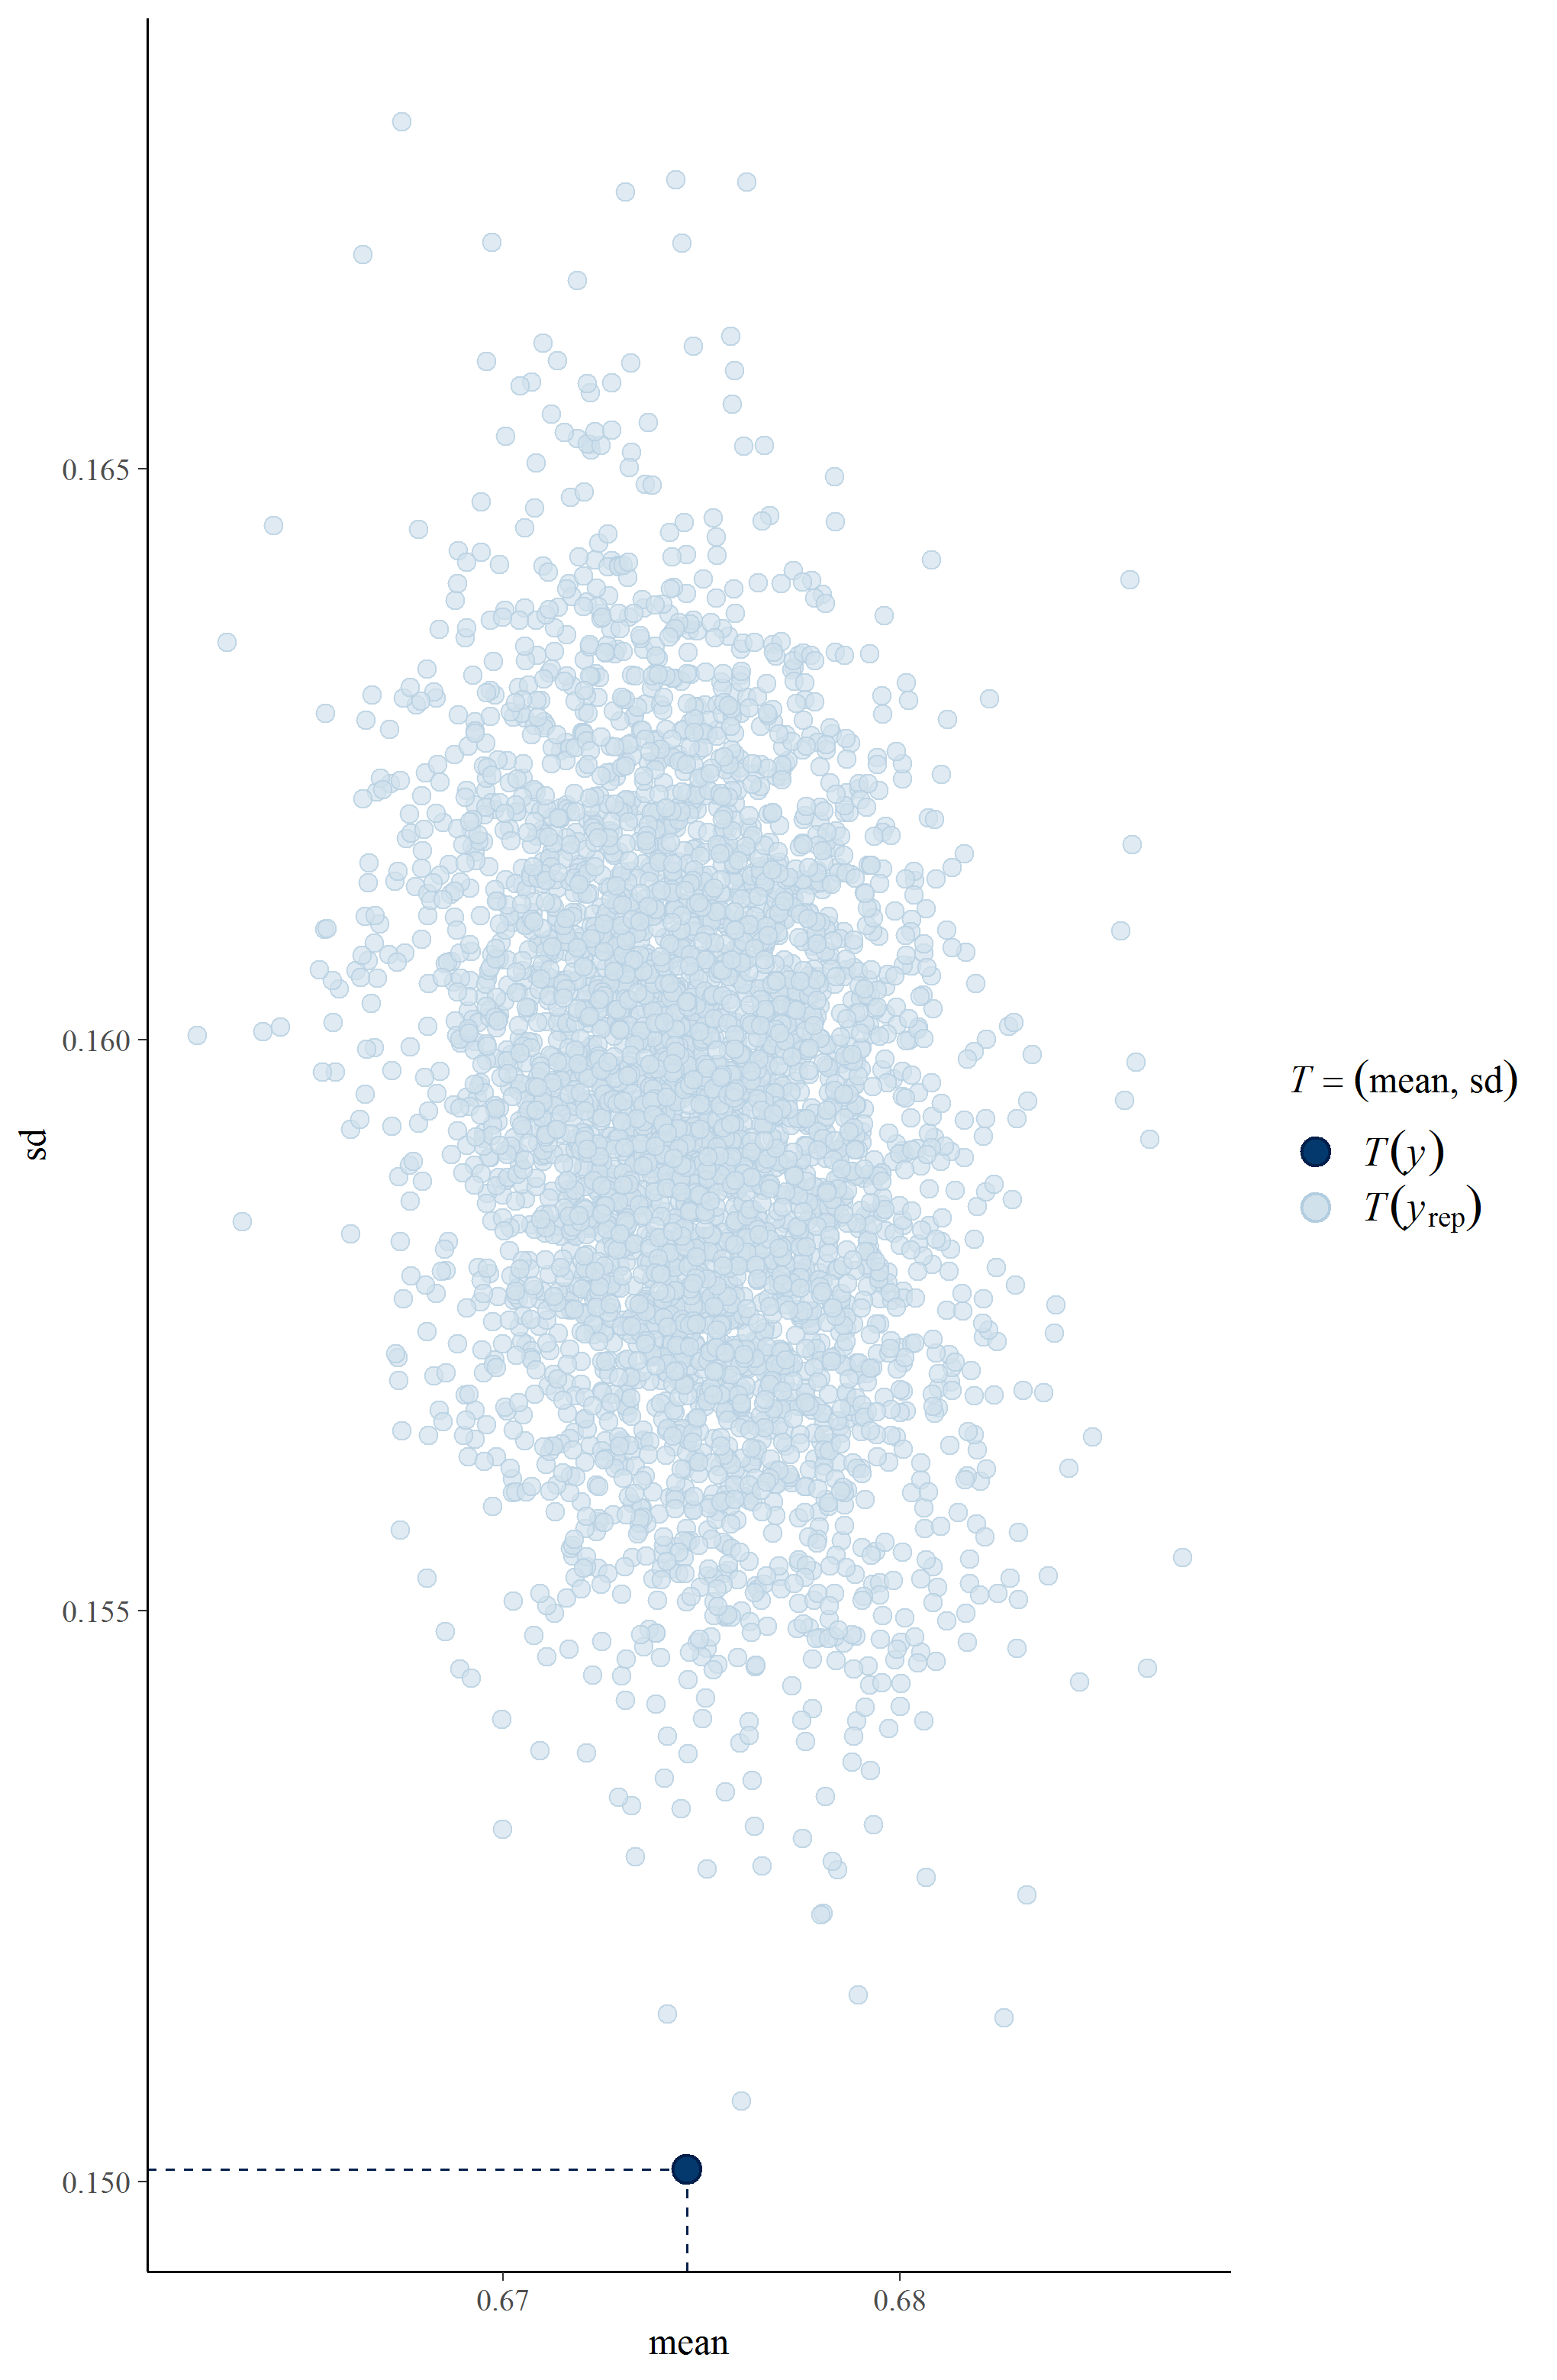 0.165
0.160
0.155
0.150
sd
0.67 0.68
mean
T = (mean, sd)
T(y)
T(yrep)